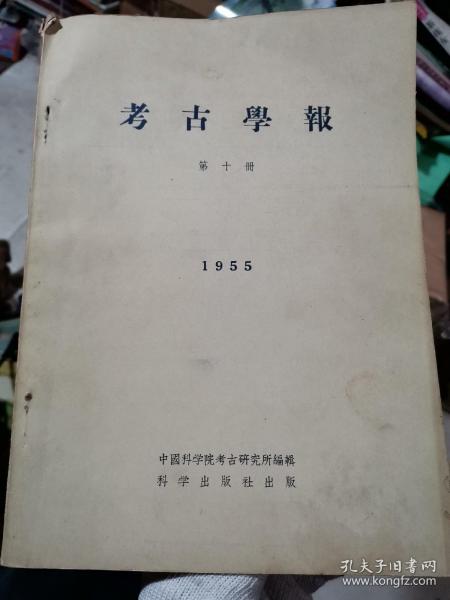 考古學報
第十冊
1955
中國科学院考古研究所編輯
科学出版社出版
孔夫子旧书网
www.kongfz.com